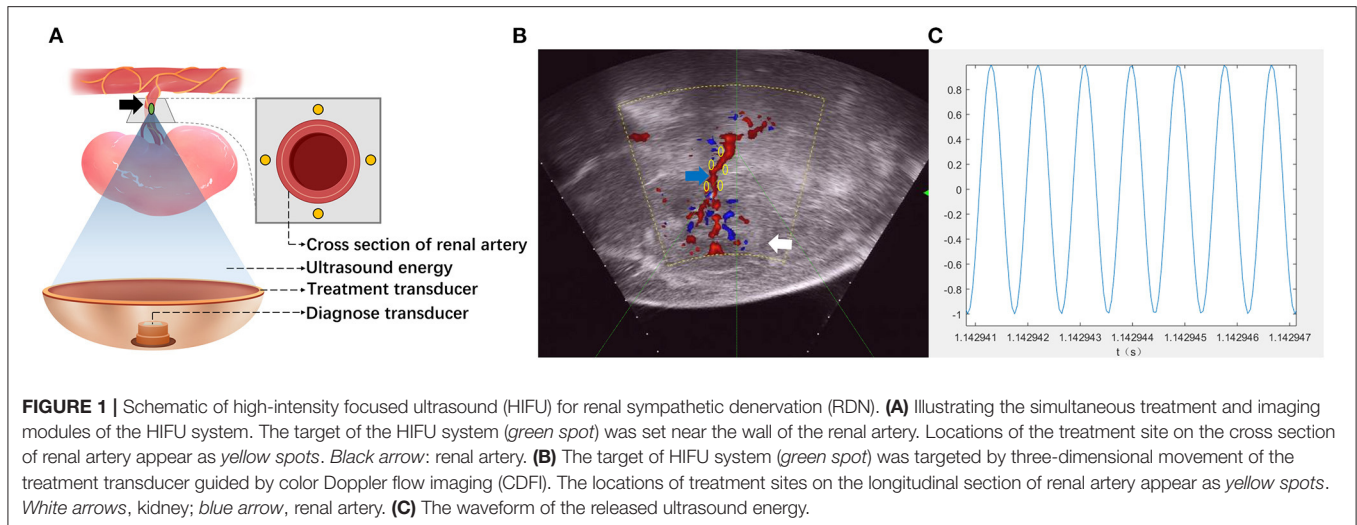 A
B
C
Cross section of renal artery
Ultrasound energy
Treatment transducer
Diagnose transducer
0.8
0.6
0.4
0.2
0
-0.2
-0.4
-0.6
-0.8
-1
1.142941 1.142942 1.142943 1.142944 1.142945 1.142946 1.142947
t（s）
FIGURE 1 | Schematic of high-intensity focused ultrasound (HIFU) for renal sympathetic denervation (RDN). (A) Illustrating the simultaneous treatment and imaging
modules of the HIFU system. The target of the HIFU system (green spot) was set near the wall of the renal artery. Locations of the treatment site on the cross section
of renal artery appear as yellow spots. Black arrow: renal artery. (B) The target of HIFU system (green spot) was targeted by three-dimensional movement of the
treatment transducer guided by color Doppler flow imaging (CDFI). The locations of treatment sites on the longitudinal section of renal artery appear as yellow spots.
White arrows, kidney; blue arrow, renal artery. (C) The waveform of the released ultrasound energy.